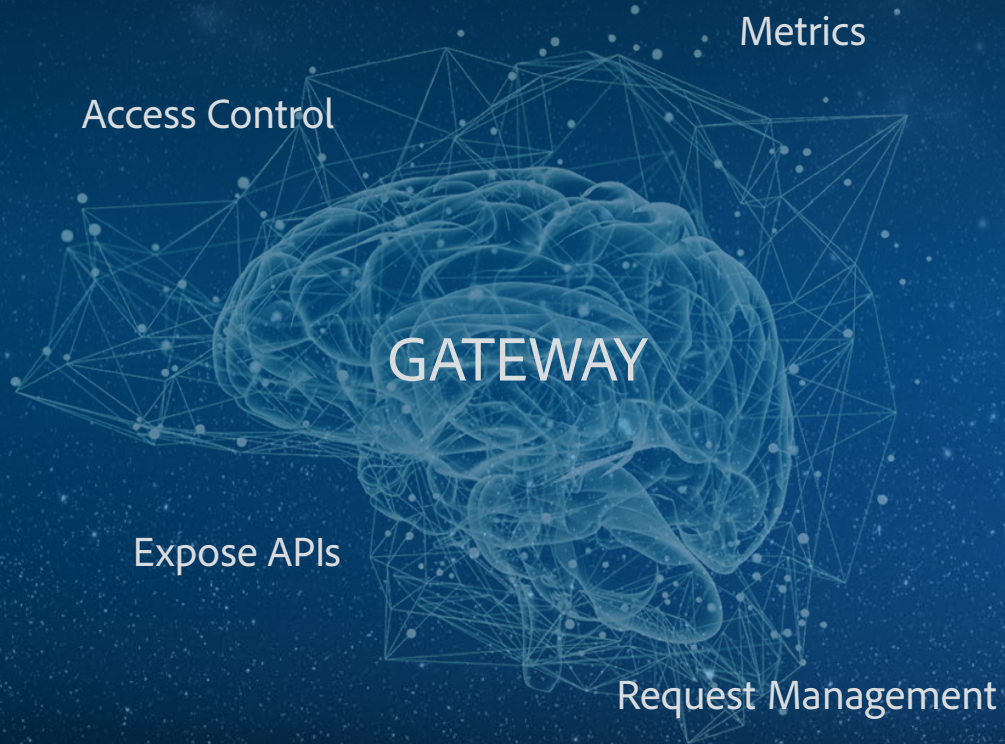 Metrics
Access Control
GATEWAY
Expose APIs
Request Management